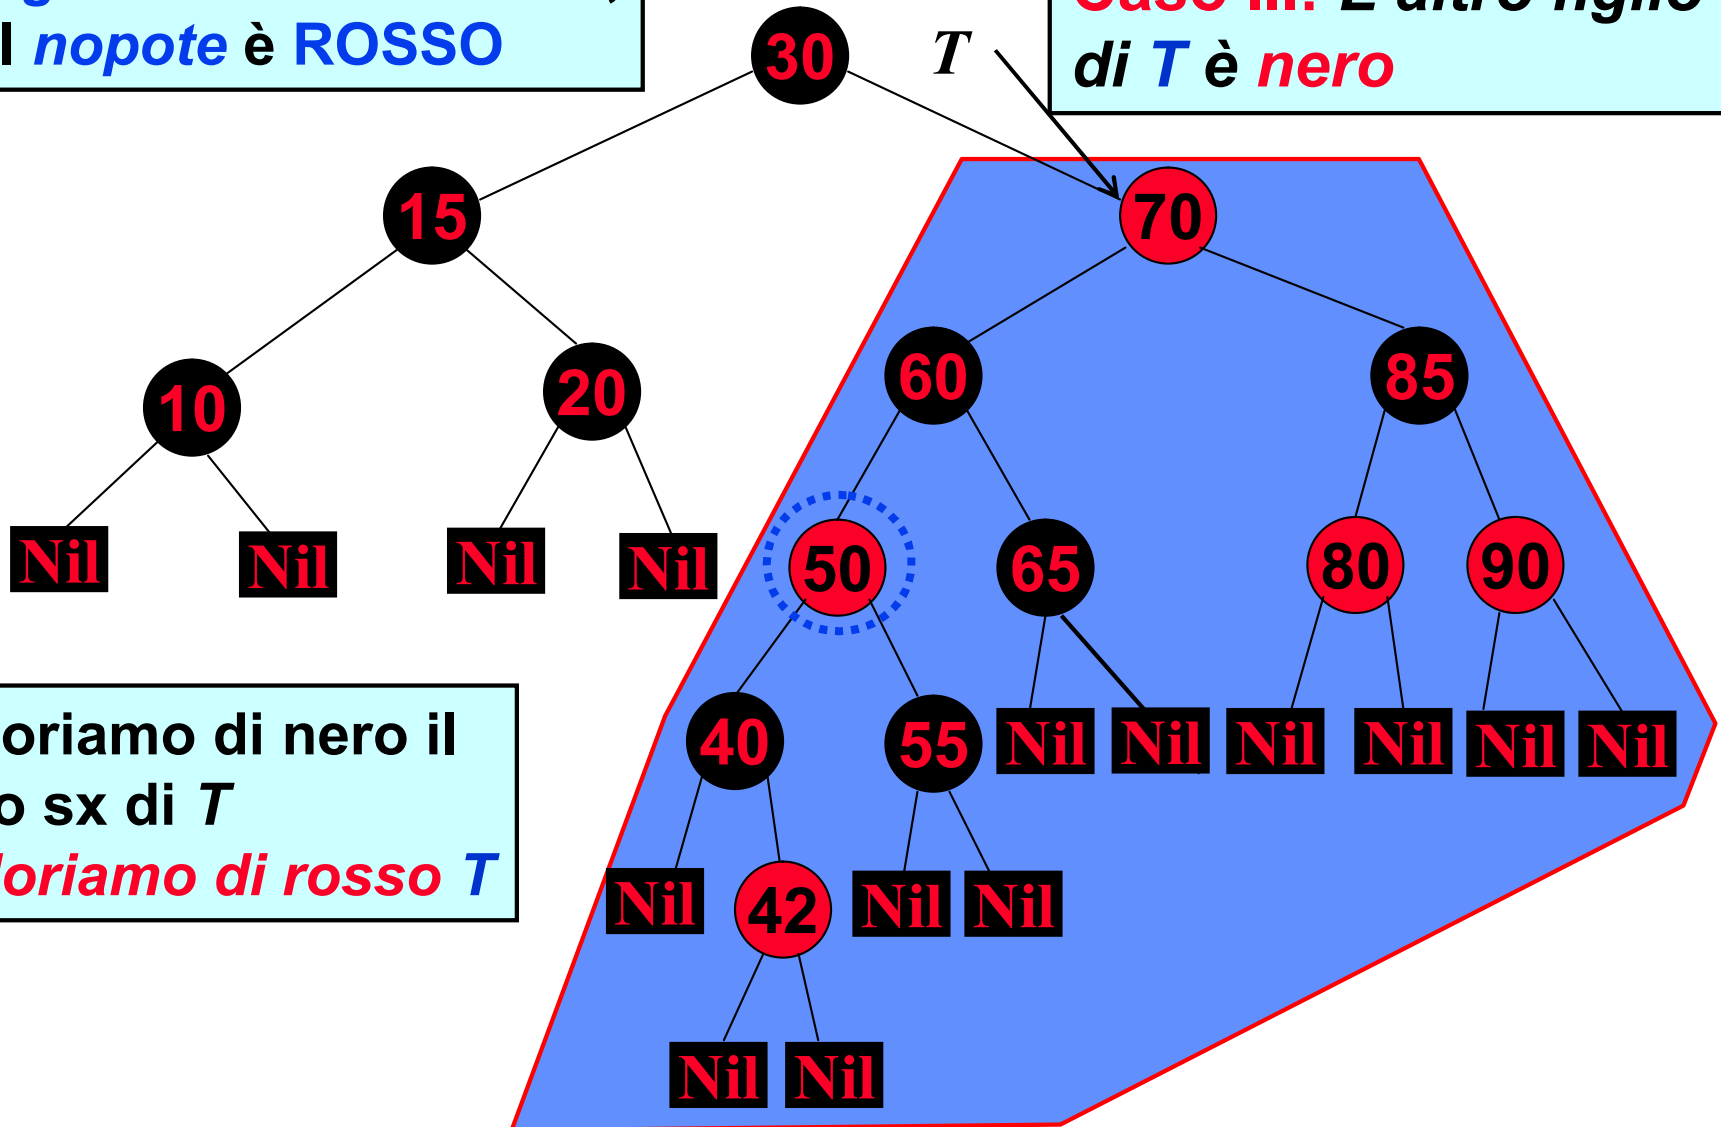 l nopote è ROSSO
di T è nero
T
30
15
70
10
20
60
85
Nil
Nil
Nil
Nil
50
65
80
90
oriamo di nero il
o sx di T
loriamo di rosso T
40
55
Nil
Nil
Nil
Nil
Nil
Nil
Nil
42
Nil
Nil
Nil
Nil